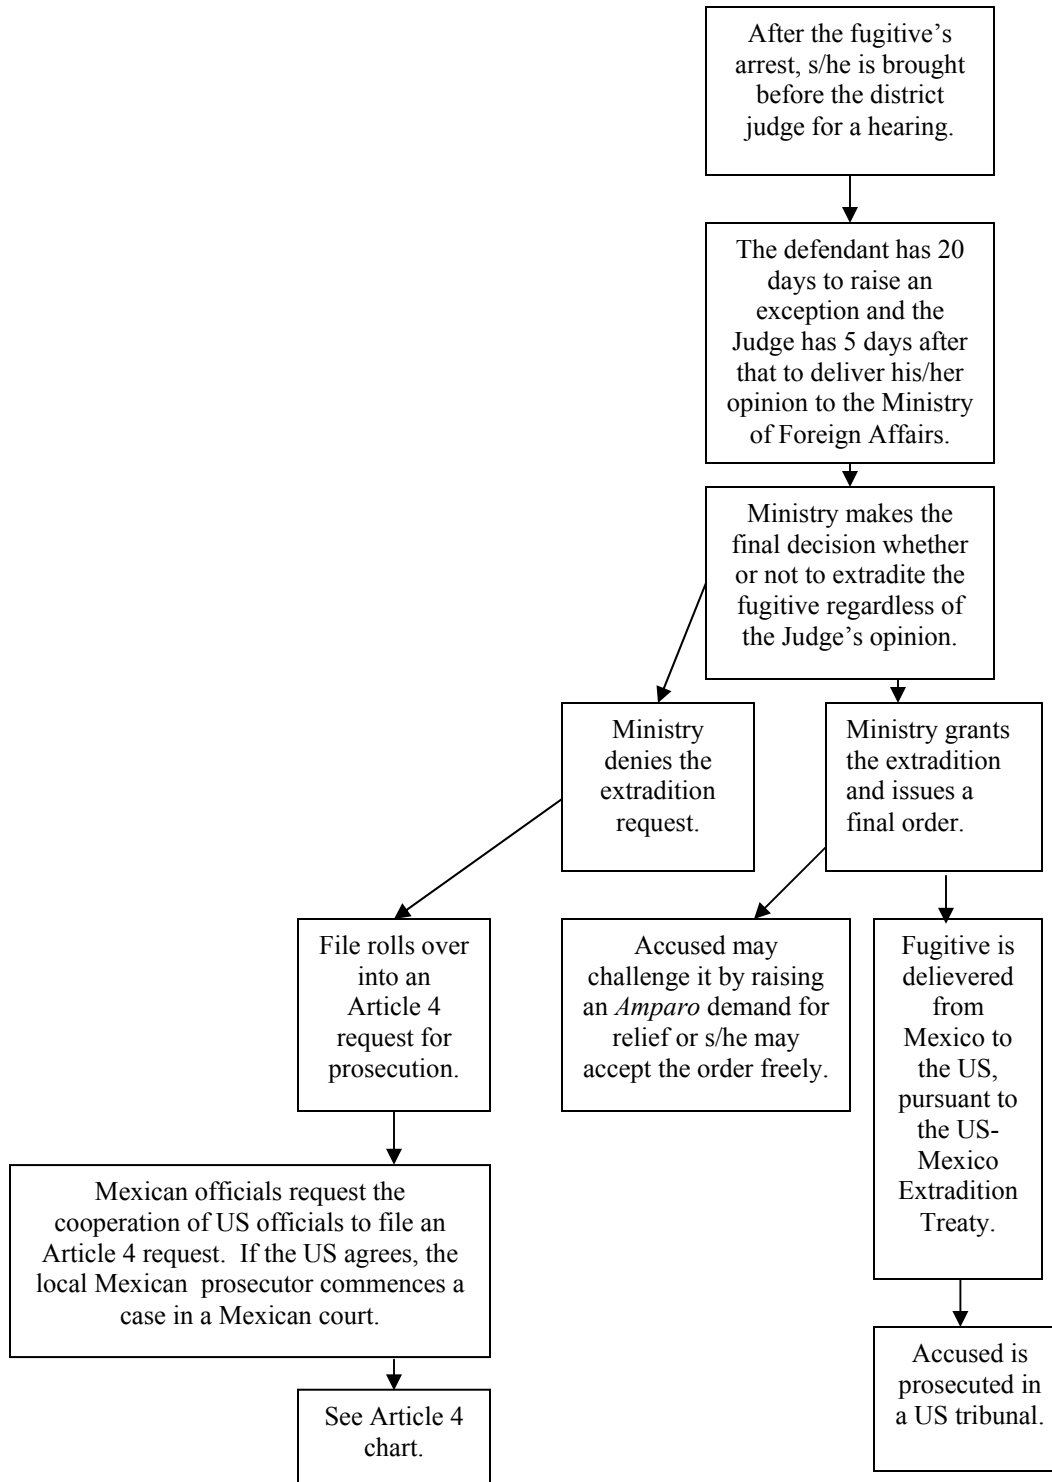 After the fugitive’s
arrest, s/he is brought
before the district
judge for a hearing.
The defendant has 20
days to raise an
exception and the
Judge has 5 days after
that to deliver his/her
opinion to the Ministry
of Foreign Affairs.
Ministry makes the
final decision whether
or not to extradite the
fugitive regardless of
the Judge’s opinion.
Ministry
denies the
extradition
request.
Ministry grants
the extradition
and issues a
final order.
File rolls over
into an
Article 4
request for
prosecution.
Accused may
challenge it by raising
an Amparo demand for
relief or s/he may
accept the order freely.
Fugitive is
delievered
from
Mexico to
the US,
pursuant to
the US-
Mexico
Extradition
Treaty.
Mexican officials request the
cooperation of US officials to file an
Article 4 request.  If the US agrees, the
local Mexican  prosecutor commences a
case in a Mexican court.
See Article 4
chart.
Accused is
prosecuted in
a US tribunal.